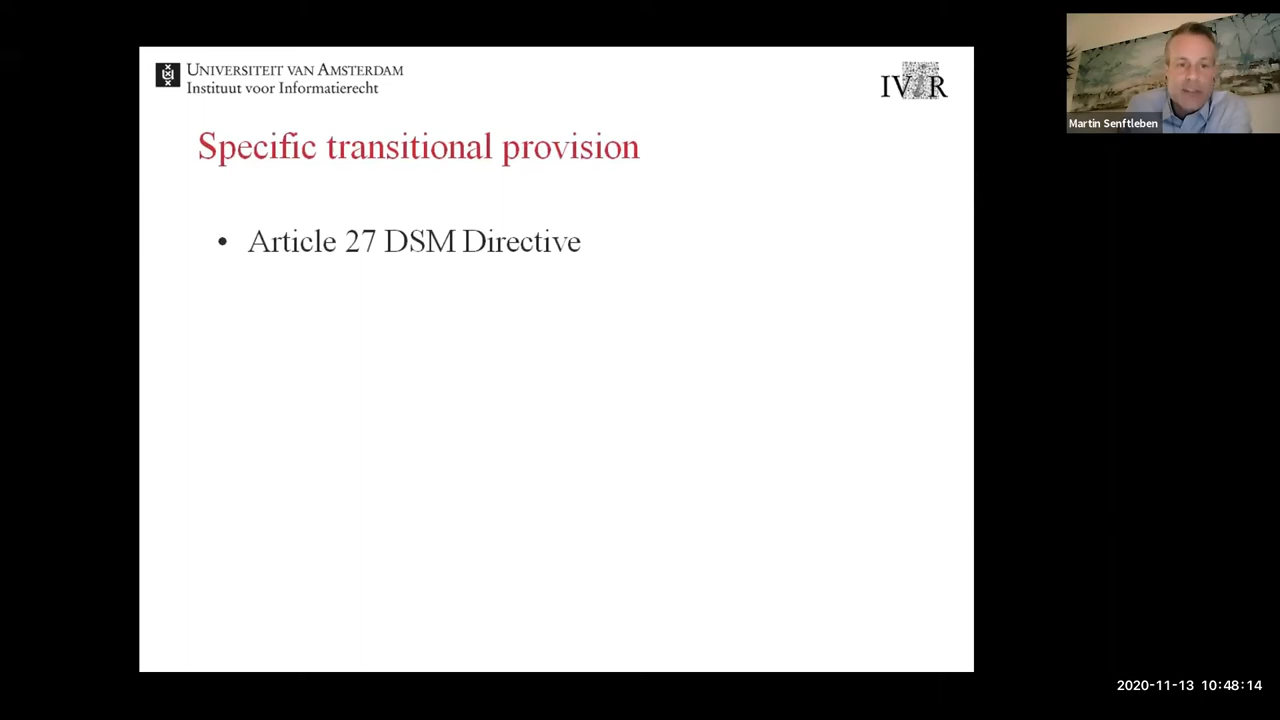 UNIVERSITEIT VAN AMSTERDAM
Instituut voor Informatierecht
IViR
Martin Senftleben
Specific transitional provision
• Article 27 DSM Directive
2020-11-13 10:48:14